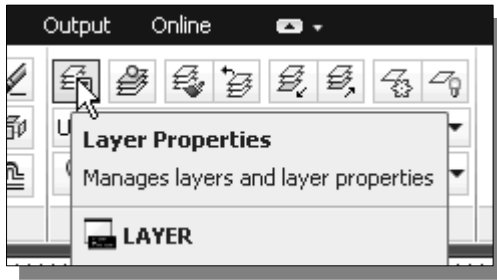 Output Online
U
Layer Properties
Manages layers and layer properties
LAYER